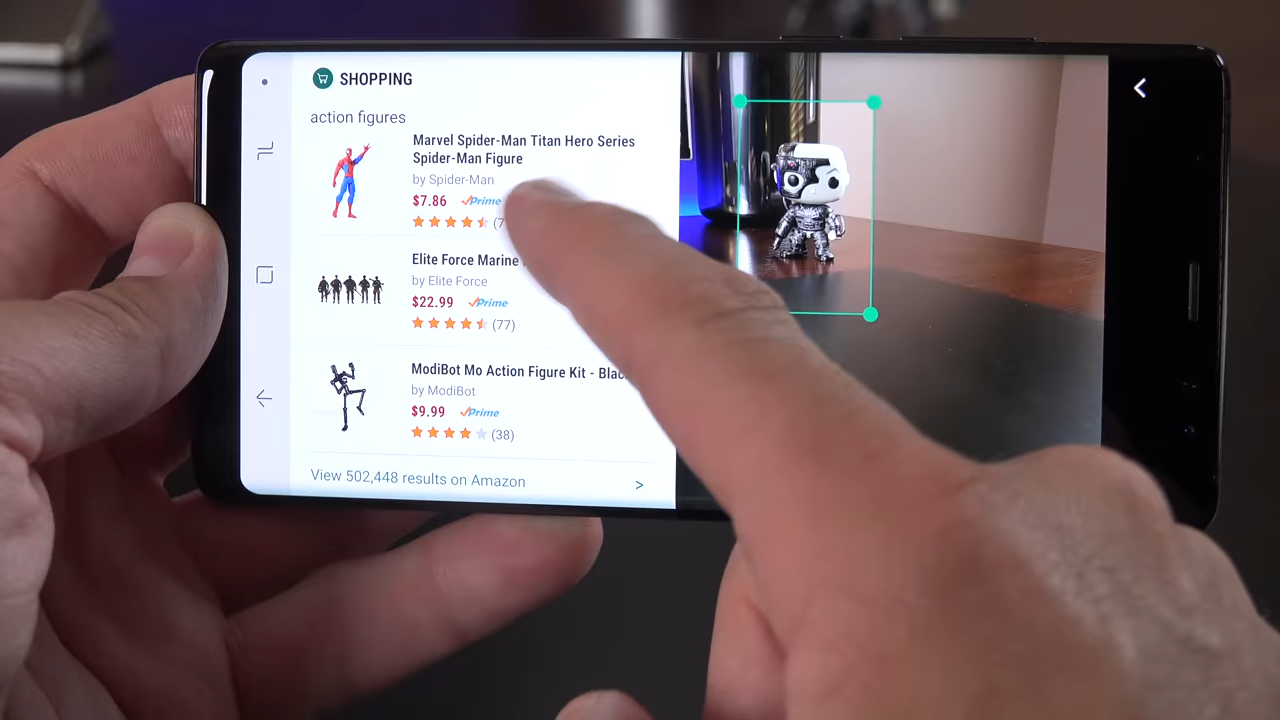 SHOPPING
action figures
Marvel Spider-Man Titan Hero Series
Spider-Man Figure
by Spider-Man
$7.86 Prime
Elite Force Marine
by Elite Force
$22.99 Prime
(77)
ModiBot Mo Action Figure Kit -
by ModiBot
$9.99 Prime
(38)
View 502,448 results on Amazon >